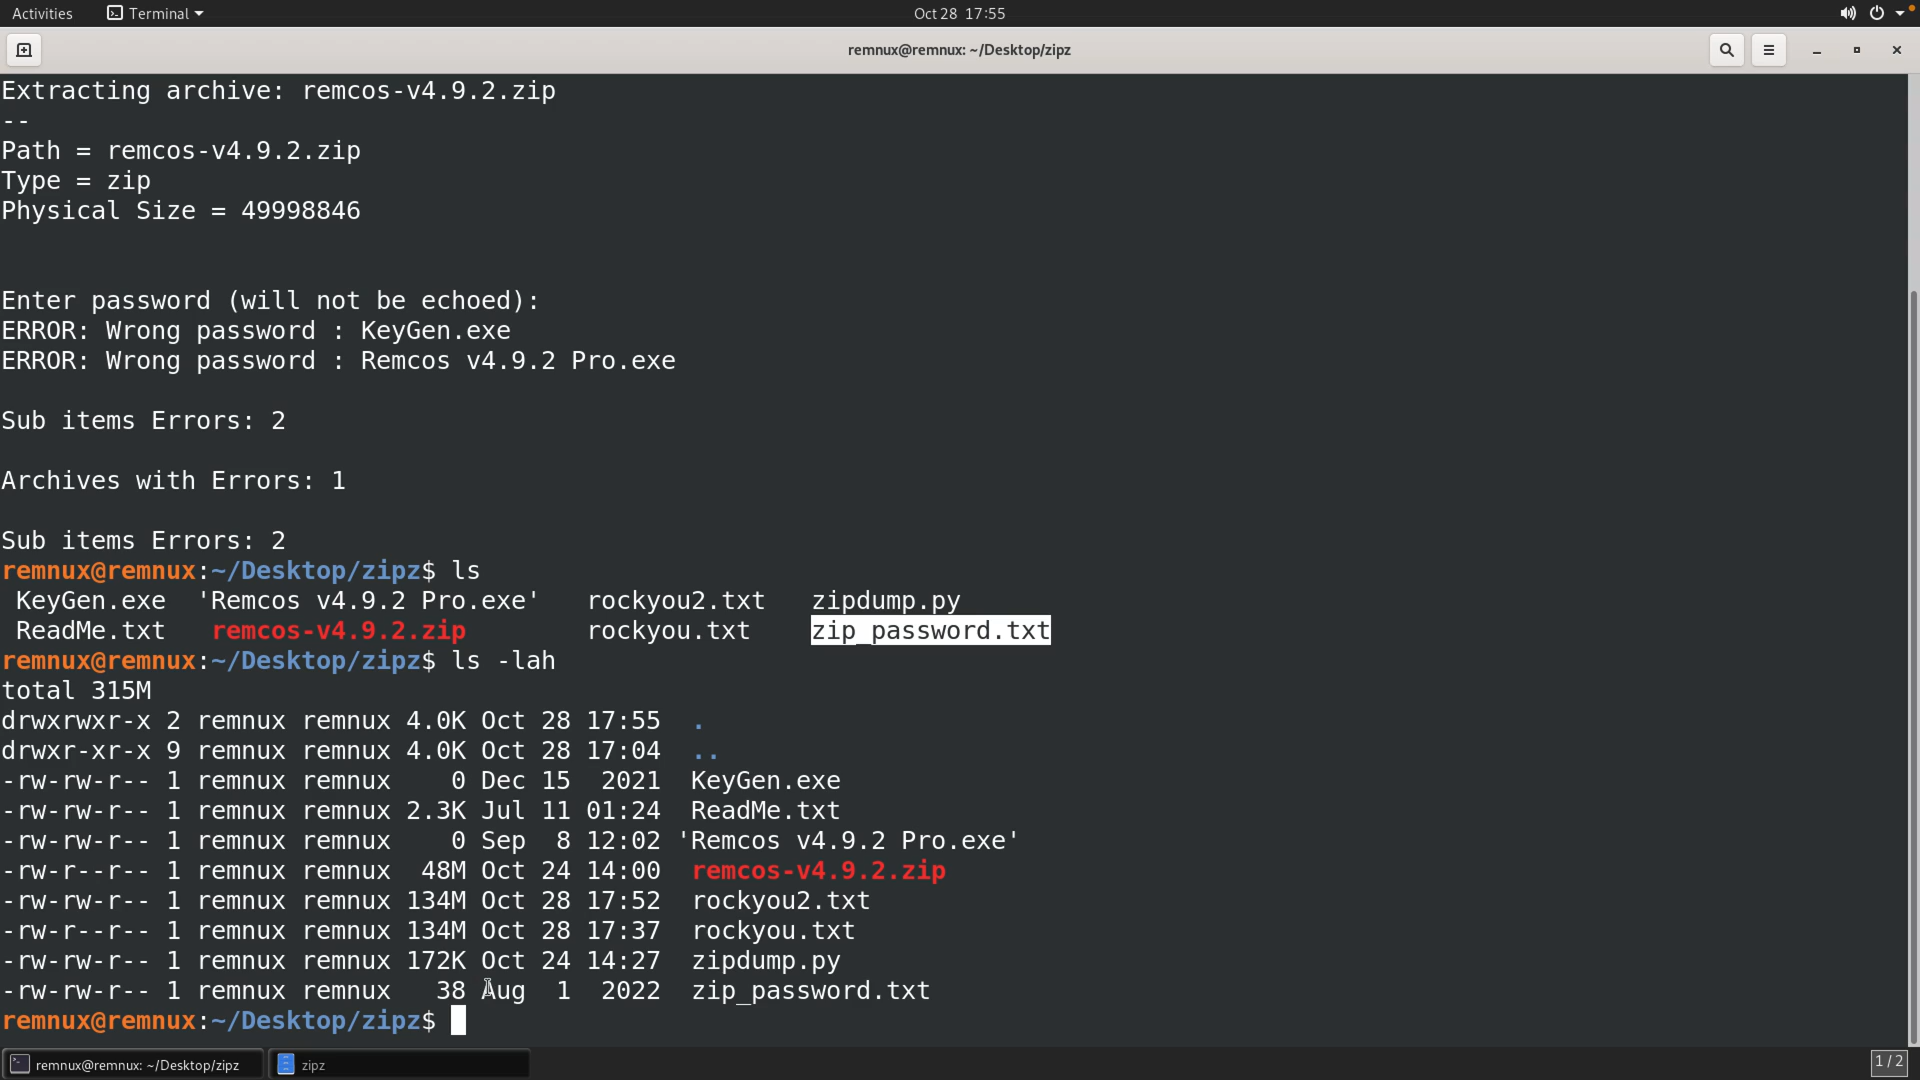 Activities Terminal Oct 28 17:55
remnux@remnux: ~/Desktop/zipz
Extracting archive: remcos-v4.9.2.zip
--
Path = remcos-v4.9.2.zip
Type = zip
Physical Size = 49998846
Enter password (will not be echoed):
ERROR: Wrong password : KeyGen.exe
ERROR: Wrong password : Remcos v4.9.2 Pro.exe
Sub items Errors: 2
Archives with Errors: 1
Sub items Errors: 2
remnux@remnux:~/Desktop/zipz$ ls
KeyGen.exe 'Remcos v4.9.2 Pro.exe' rockyou2.txt zipdump.py
ReadMe.txt remcos-v4.9.2.zip rockyou.txt zip_password.txt
remnux@remnux:~/Desktop/zipz$ ls -lah
total 315M
drwxrwxr-x 2 remnux remnux 4.0K Oct 28 17:55 .
drwxr-xr-x 9 remnux remnux 4.0K Oct 28 17:04 ..
-rw-rw-r-- 1 remnux remnux 0 Dec 15 2021 KeyGen.exe
-rw-rw-r-- 1 remnux remnux 2.3K Jul 11 01:24 ReadMe.txt
-rw-rw-r-- 1 remnux remnux 0 Sep 8 12:02 'Remcos v4.9.2 Pro.exe'
-rw-r--r-- 1 remnux remnux 48M Oct 24 14:00 remcos-v4.9.2.zip
-rw-rw-r-- 1 remnux remnux 134M Oct 28 17:52 rockyou2.txt
-rw-r--r-- 1 remnux remnux 134M Oct 28 17:37 rockyou.txt
-rw-rw-r-- 1 remnux remnux 172K Oct 24 14:27 zipdump.py
-rw-rw-r-- 1 remnux remnux 38 Aug 1 2022 zip_password.txt
remnux@remnux:~/Desktop/zipz$
remnux@remnux: ~/Desktop/zipz zipz 1 / 2